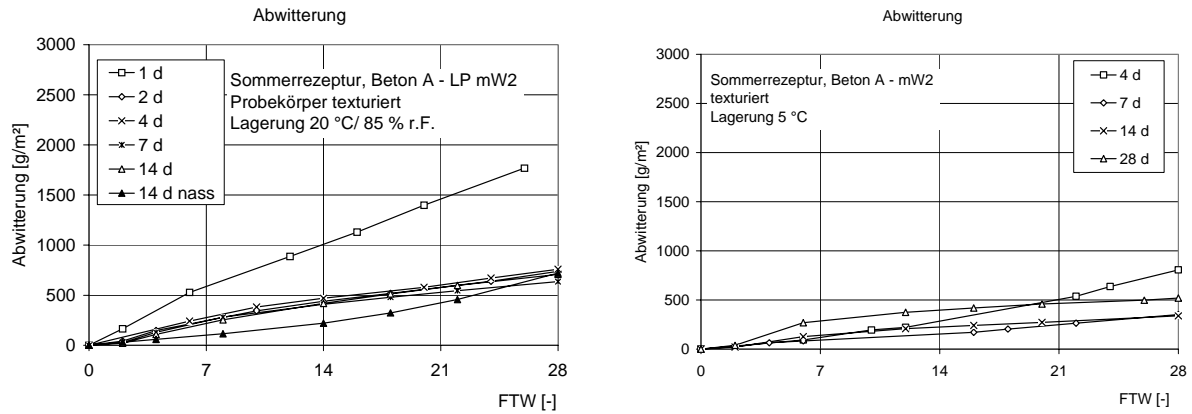 Abwitterung
3000
2500
2000
1500
1000
500
0
Abwitterung [g/m²]
1 d
2 d
4 d
7 d
14 d
14 d nass
Sommerrezeptur, Beton A - LP mW2
Probekörper texturiert
Lagerung 20 °C/ 85 % r.F.
0 7 14 21 28
FTW [-]
Abwitterung
3000
2500
2000
1500
1000
500
0
Abwitterung [g/m²]
Sommerrezeptur, Beton A - mW2
texturiert
Lagerung 5 °C
4 d
7 d
14 d
28 d
0 7 14 21 28
FTW [-]